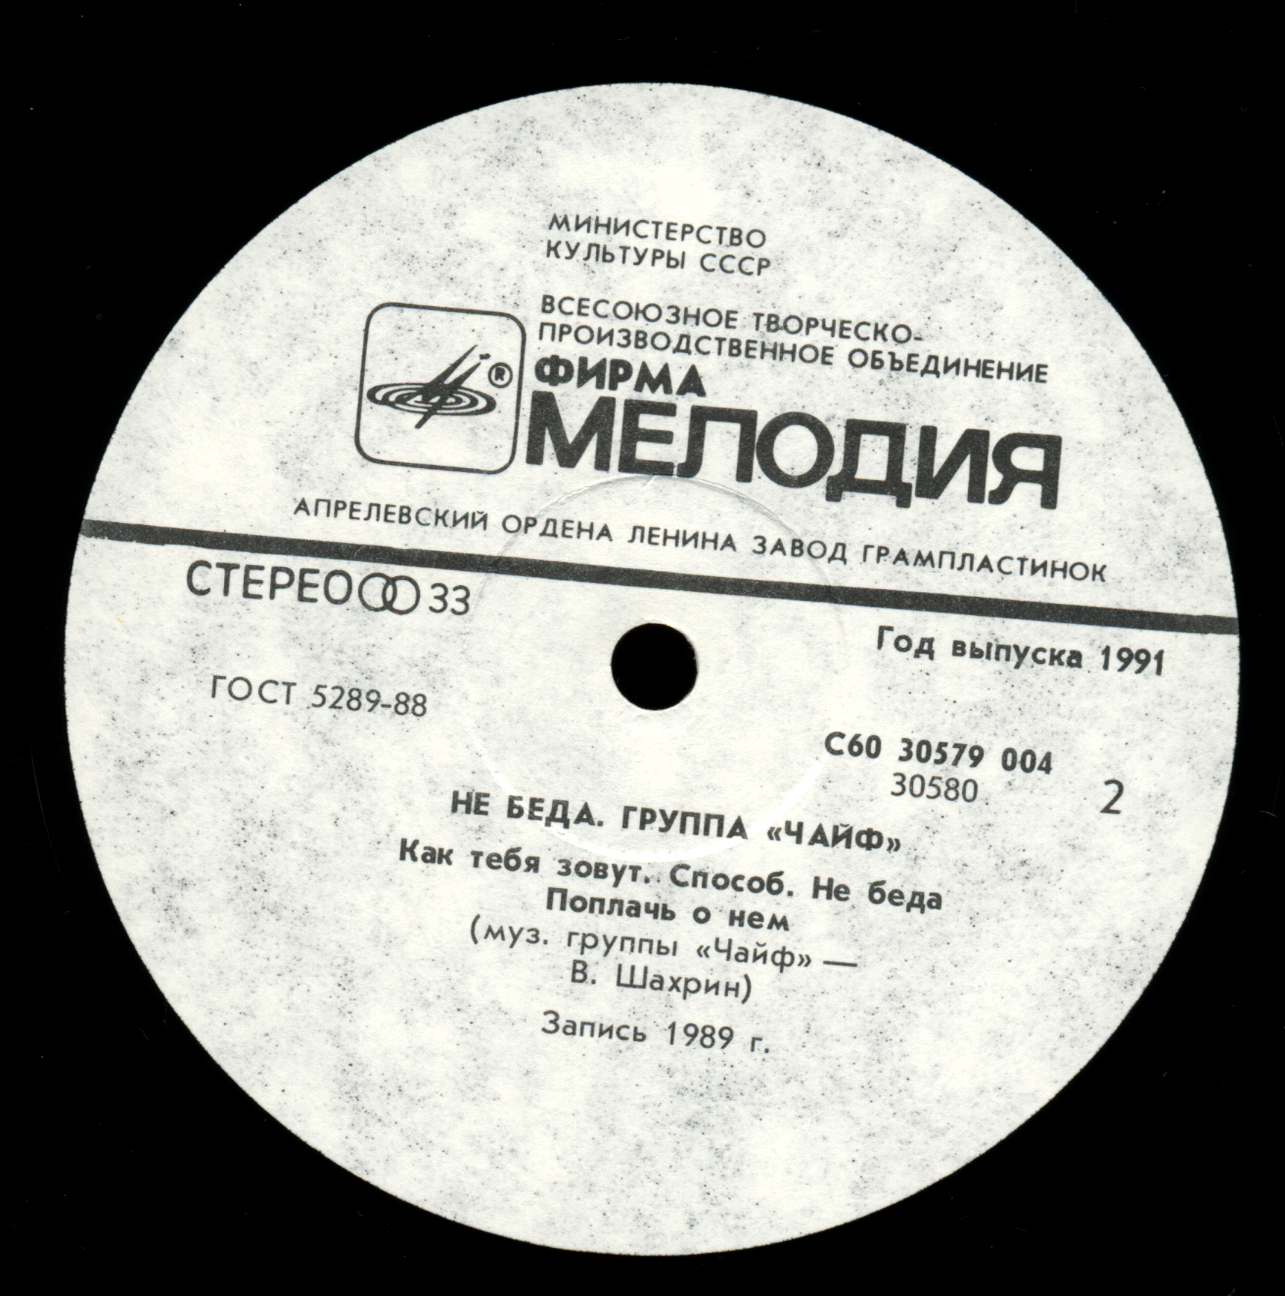 МИНИСТЕРСТВО
КУЛЬТУРЫ СССР
ВСЕСОЮЗНОЕ ТВОРЧЕСКО-
ПРОИЗВОДСТВЕННОЕ ОБЪЕДИНЕНИЕ
ФИРМА
МЕЛОДИЯ
®
АПРЕЛЕВСКИЙ ОРДЕНА ЛЕНИНА ЗАВОД ГРАМПЛАСТИНОК
СТЕРЕО 33
Год выпуска 1991
ГОСТ 5289-88
С60 30579 004
30580
2
НЕ БЕДА. ГРУППА «ЧАЙФ»
Как тебя зовут. Способ. Не беда
Поплачь о нем
(муз. группы «Чайф» —
В. Шахрин)
Запись 1989 г.